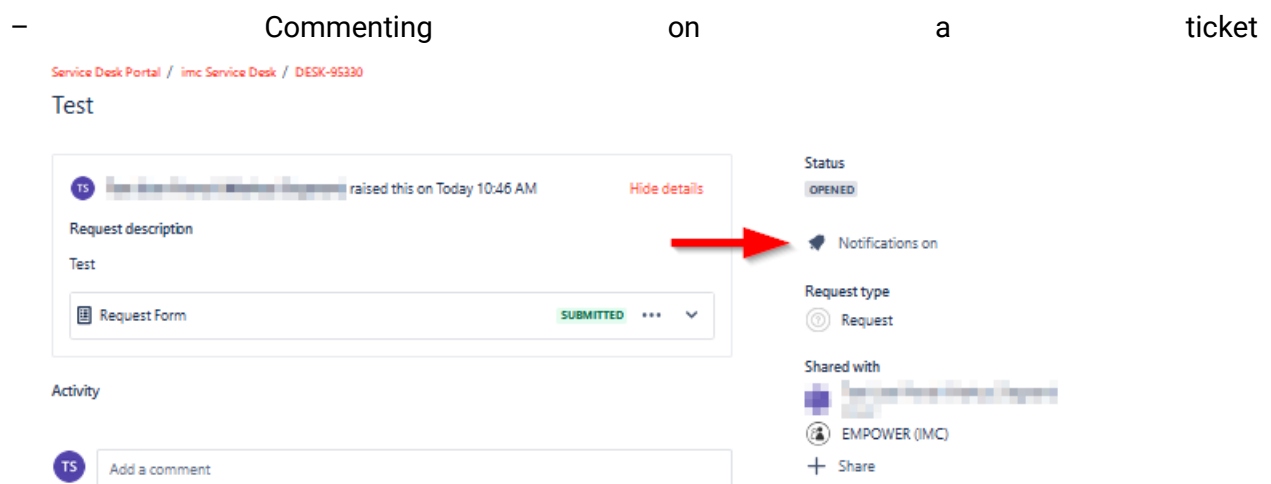 – Commenting on a ticket
Service Desk Portal / imc Service Desk / DESK-95330
Test
TS raised this on Today 10:46 AM Hide details
Request description
Test
Request Form SUBMITTED ••• 
Activity
TS Add a comment
Status
OPENED
Notifications on
Request type
Request
Shared with
EMPOWER (IMC)
Share